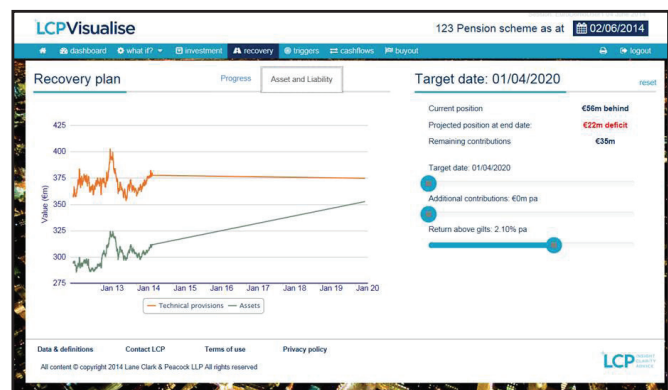 LCPVisualise
123 Pension scheme as at 02/06/2014
dashboard what if? investment recovery triggers cashflows buyout logout
Recovery plan
Progress
Asset and Liability
Target date: 01/04/2020
reset
Current position €56m behind
Projected position at end date: €22m deficit
Remaining contributions €35m
Target date: 01/04/2020
Additional contributions: €0m pa
Return above gilts: 2.10% pa
Value (€m)
425
400
375
350
325
300
275
Jan 13 Jan 14 Jan 15 Jan 16 Jan 17 Jan 18 Jan 19 Jan 20
Technical provisions Assets
Data & definitions Contact LCP Terms of use Privacy policy
All content © copyright 2014 Lane Clark & Peacock LLP All rights reserved
LCP INSIGHT
CLARITY
ADVICE